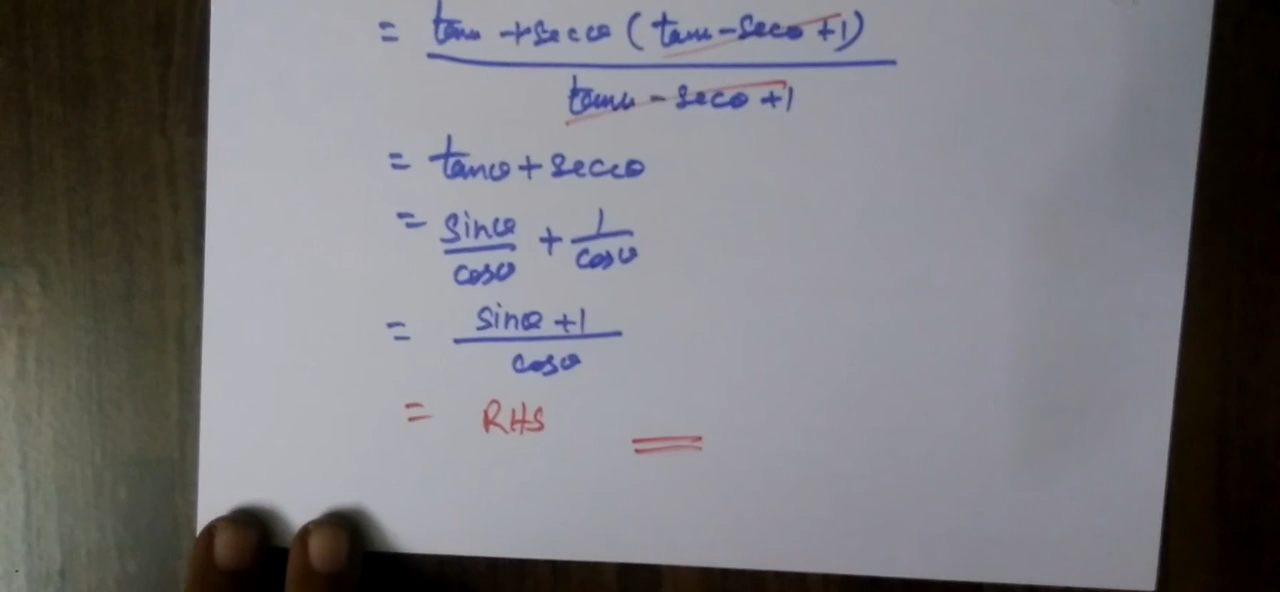 = tanθ + secθ (tanθ - secθ + 1)
tanθ - secθ + 1
= tanθ + secθ
= sinθ/cosθ + 1/cosθ
= sinθ + 1
cosθ
= RHS